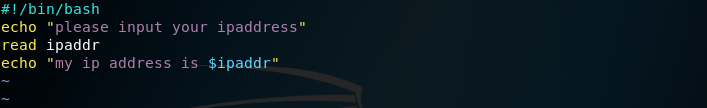 #!/bin/bash
echo "please input your ipaddress"
read ipaddr
echo "my ip address is $ipaddr"
~
~